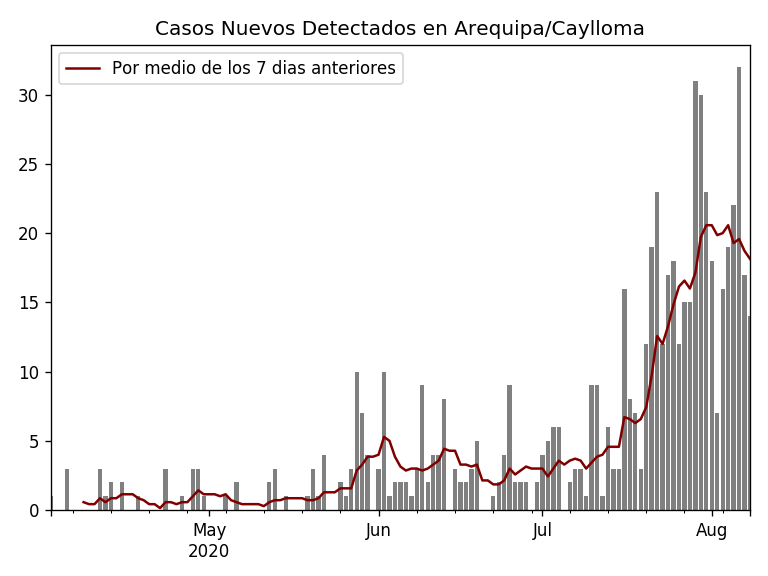 Casos Nuevos Detectados en Arequipa/Caylloma
Por medio de los 7 dias anteriores
30
25
20
15
10
5
0
May Jun Jul Aug
2020